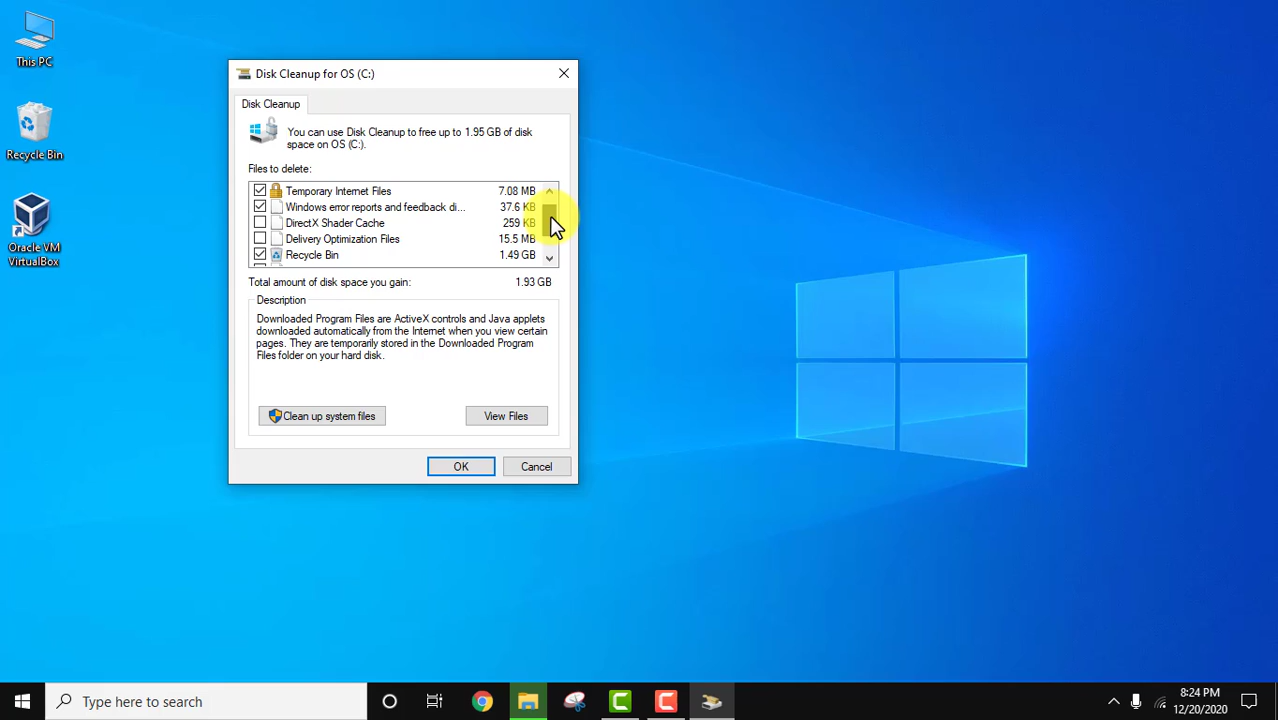 This PC
Recycle Bin
Oracle VM
VirtualBox
Disk Cleanup for OS (C:)
Disk Cleanup
You can use Disk Cleanup to free up to 1.95 GB of disk
space on OS (C:).
Files to delete:
Temporary Internet Files 7.08 MB
Windows error reports and feedback di... 37.6 KB
DirectX Shader Cache 259 KB
Delivery Optimization Files 15.5 MB
Recycle Bin 1.49 GB
Total amount of disk space you gain: 1.93 GB
Description
Downloaded Program Files are ActiveX controls and Java applets
downloaded automatically from the Internet when you view certain
pages. They are temporarily stored in the Downloaded Program
Files folder on your hard disk.
Clean up system files View Files
OK Cancel
Type here to search
8:24 PM
12/20/2020